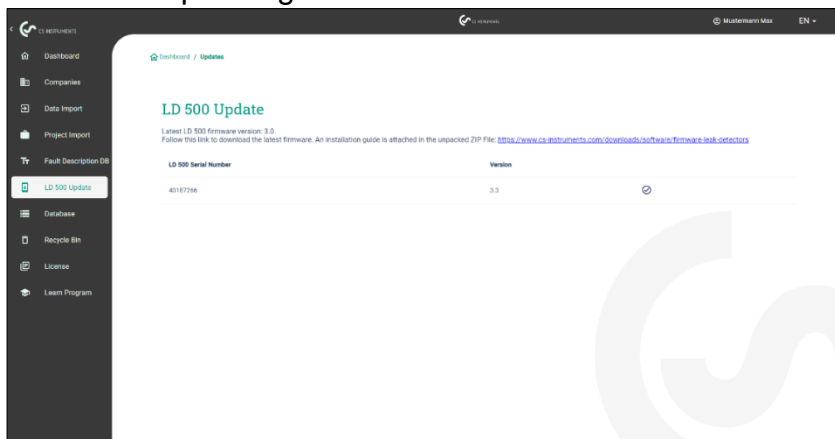 CS INSTRUMENTS
CS INSTRUMENTS
Mustermann Max
EN
Dashboard
Companies
Data Import
Project Import
Fault Description DB
LD 500 Update
Database
Recycle Bin
License
Learn Program
Dashboard / Updates
LD 500 Update
Latest LD 500 firmware version: 3.0.
Follow this link to download the latest firmware. An installation guide is attached in the unpacked ZIP File: https://www.cs-instruments.com/downloads/software/firmware-leak-detectors
LD 500 Serial Number Version
40187266 3.3